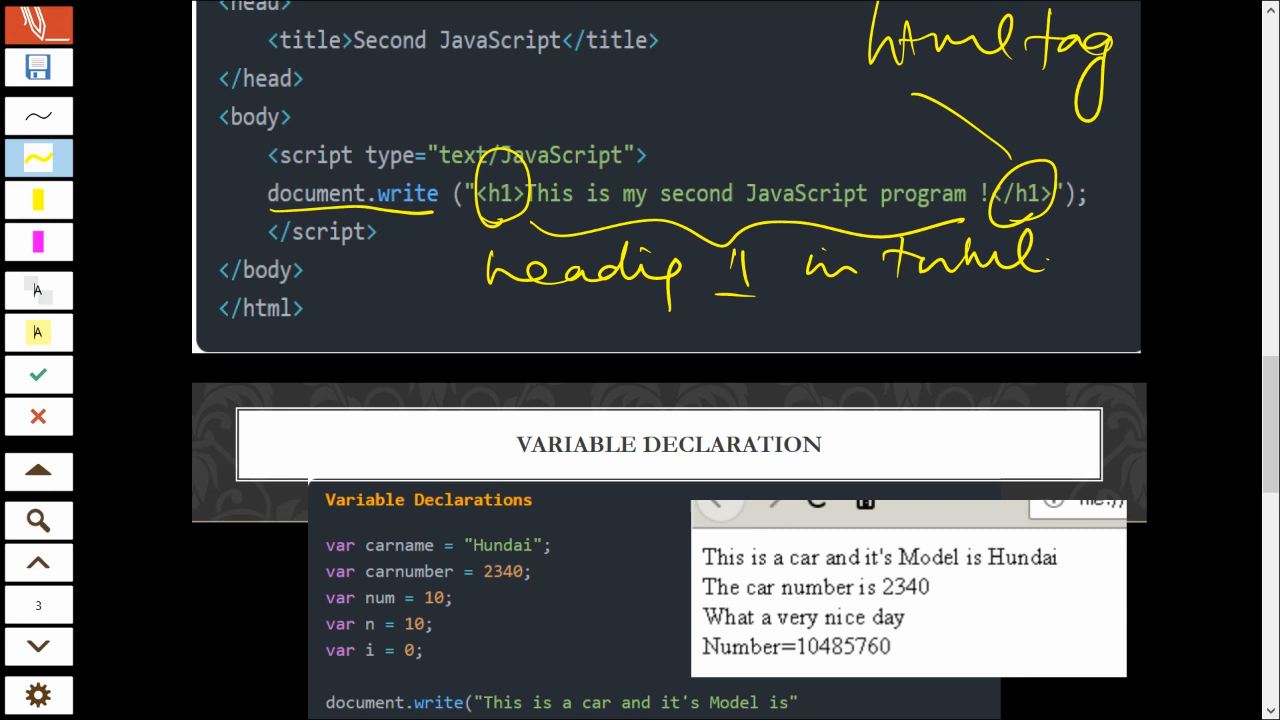 <head>
html tag
<title>Second JavaScript</title>
</head>
<body>
<script type="text/JavaScript">
document.write ("<h1>This is my second JavaScript program !</h1>");
</script>
heading 1 in
</body>
</html>
VARIABLE DECLARATION
Variable Declarations
var carname = "Hundai";
var carnumber = 2340;
var num = 10;
var n = 10;
var i = 0;
document.write("This is a car and it's Model is"
This is a car and it's Model is Hundai
The car number is 2340
What a very nice day
Number=10485760
A
A
3